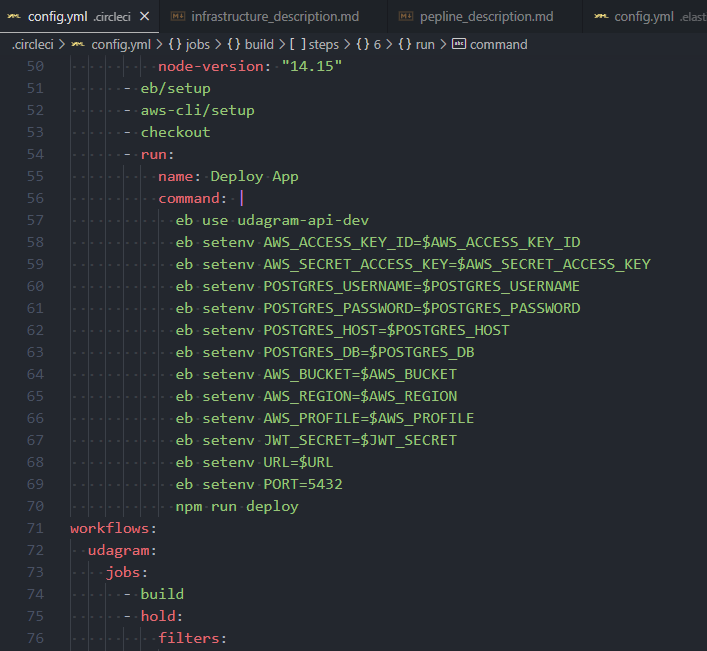 config.yml .circleci
infrastructure_description.md
pepline_description.md
config.yml .elast
.circleci > config.yml > {} jobs > {} build > [ ] steps > {} 6 > {} run > abc command
50 node-version: "14.15"
51 - eb/setup
52 - aws-cli/setup
53 - checkout
54 - run:
55 name: Deploy App
56 command: |
57 eb use udagram-api-dev
58 eb setenv AWS_ACCESS_KEY_ID=$AWS_ACCESS_KEY_ID
59 eb setenv AWS_SECRET_ACCESS_KEY=$AWS_SECRET_ACCESS_KEY
60 eb setenv POSTGRES_USERNAME=$POSTGRES_USERNAME
61 eb setenv POSTGRES_PASSWORD=$POSTGRES_PASSWORD
62 eb setenv POSTGRES_HOST=$POSTGRES_HOST
63 eb setenv POSTGRES_DB=$POSTGRES_DB
64 eb setenv AWS_BUCKET=$AWS_BUCKET
65 eb setenv AWS_REGION=$AWS_REGION
66 eb setenv AWS_PROFILE=$AWS_PROFILE
67 eb setenv JWT_SECRET=$JWT_SECRET
68 eb setenv URL=$URL
69 eb setenv PORT=5432
70 npm run deploy
71 workflows:
72 udagram:
73 jobs:
74 - build
75 - hold:
76 filters: